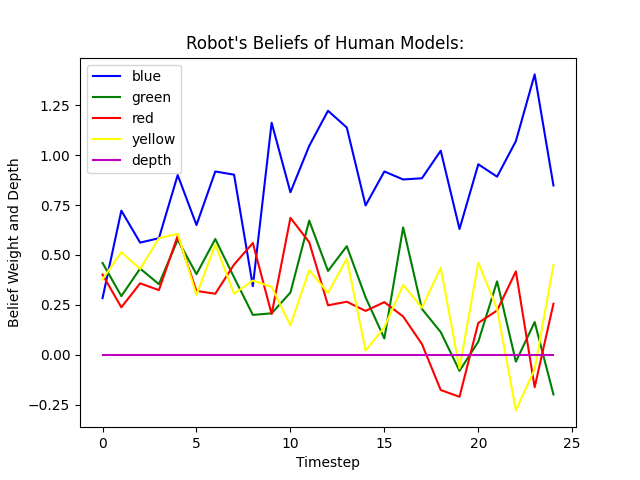 Robot's Beliefs of Human Models:
blue
green
red
yellow
depth
Belief Weight and Depth
1.25
1.00
0.75
0.50
0.25
0.00
−0.25
0 5 10 15 20 25
Timestep